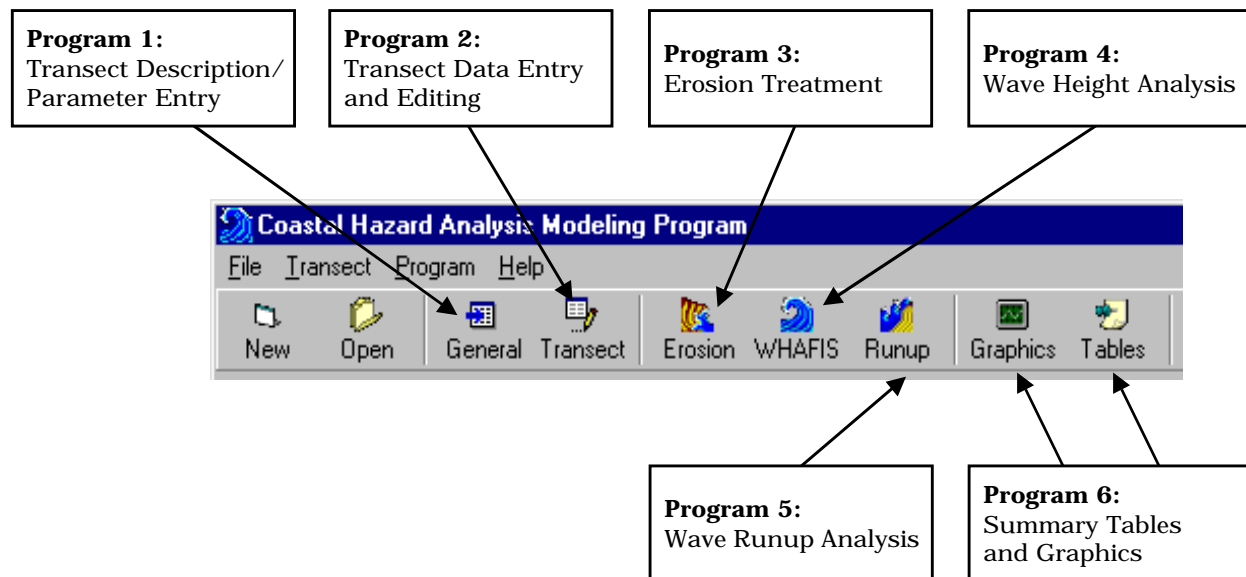 Program 1:
Transect Description/
Parameter Entry
Program 2:
Transect Data Entry
and Editing
Program 3:
Erosion Treatment
Program 4:
Wave Height Analysis
Coastal Hazard Analysis Modeling Program
File Transect Program Help
New Open General Transect Erosion WHAFIS Runup Graphics Tables
Program 5:
Wave Runup Analysis
Program 6:
Summary Tables
and Graphics